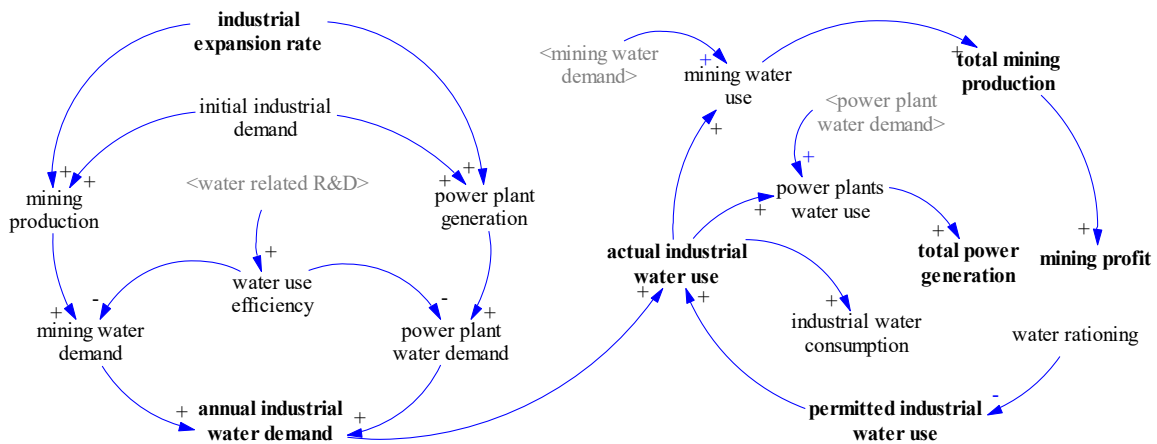 industrial
expansion rate
initial industrial
demand
<water related R&D>
mining
production
power plant
generation
water use
efficiency
mining water
demand
power plant
water demand
annual industrial
water demand
<mining water
demand>
mining water
use
total mining
production
<power plant
water demand>
power plants
water use
actual industrial
water use
total power
generation
mining profit
industrial water
consumption
water rationing
permitted industrial
water use
+
+
+
+
+
+
-
-
+
+
+
+
+
+
+
+
+
+
+
+
+
+
-